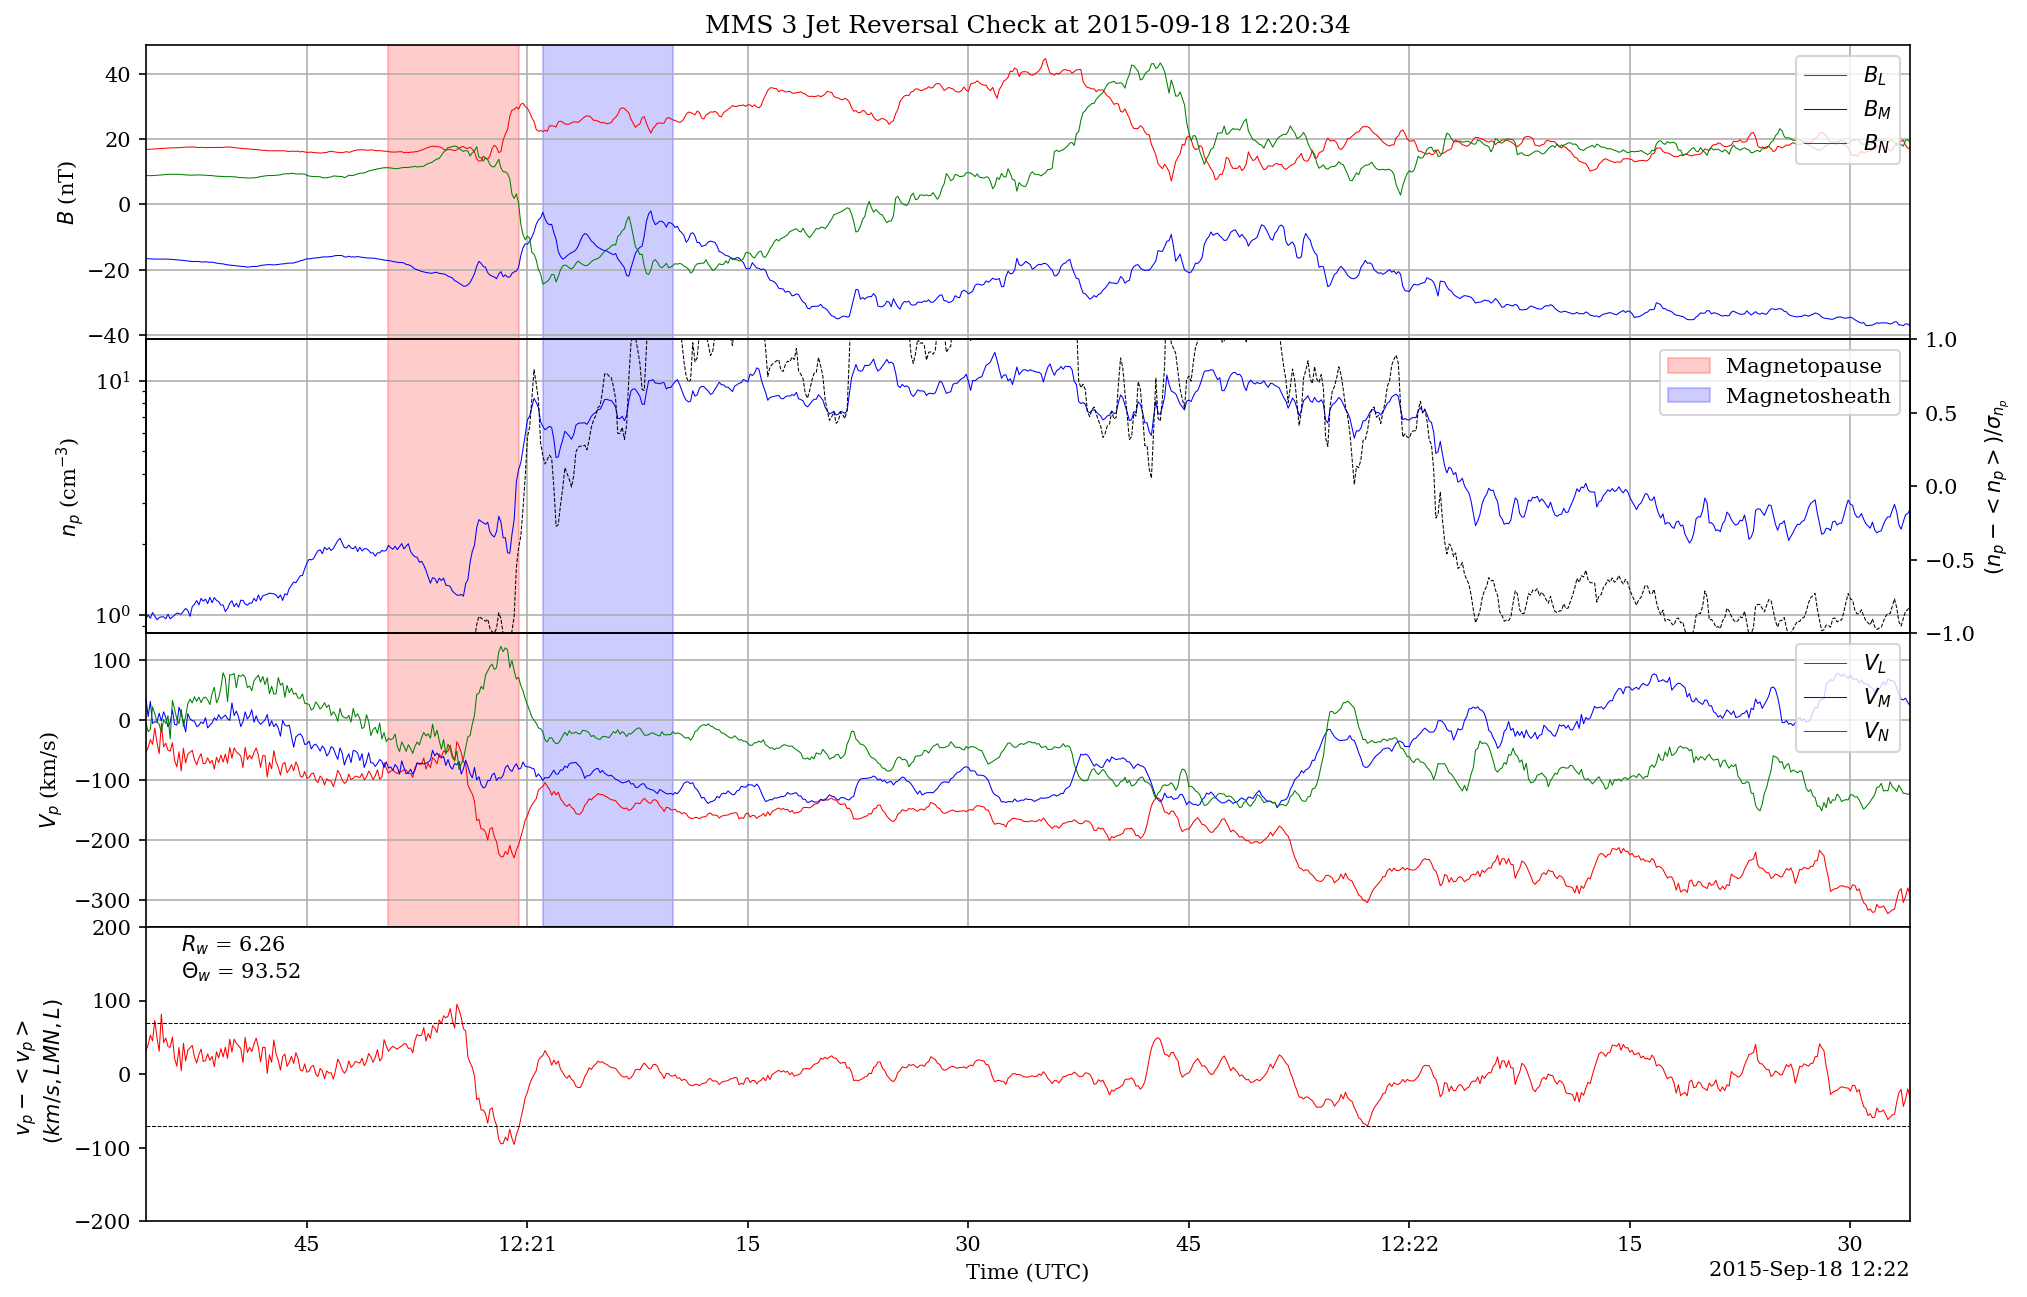 MMS 3 Jet Reversal Check at 2015-09-18 12:20:34
40
20
0
−20
−40
B (nT)
B_L
B_M
B_N
10^1
10^0
n_p (cm^{−3})
Magnetopause
Magnetosheath
1.0
0.5
0.0
−0.5
−1.0
(n_p − < n_p >)/σ_{n_p}
100
0
−100
−200
−300
V_p (km/s)
V_L
V_M
V_N
200
100
0
−100
−200
v_p − < v_p >
(km/s, LMN, L)
R_w = 6.26
Θ_w = 93.52
45 12:21 15 30 45 12:22 15 30
Time (UTC)
2015-Sep-18 12:22